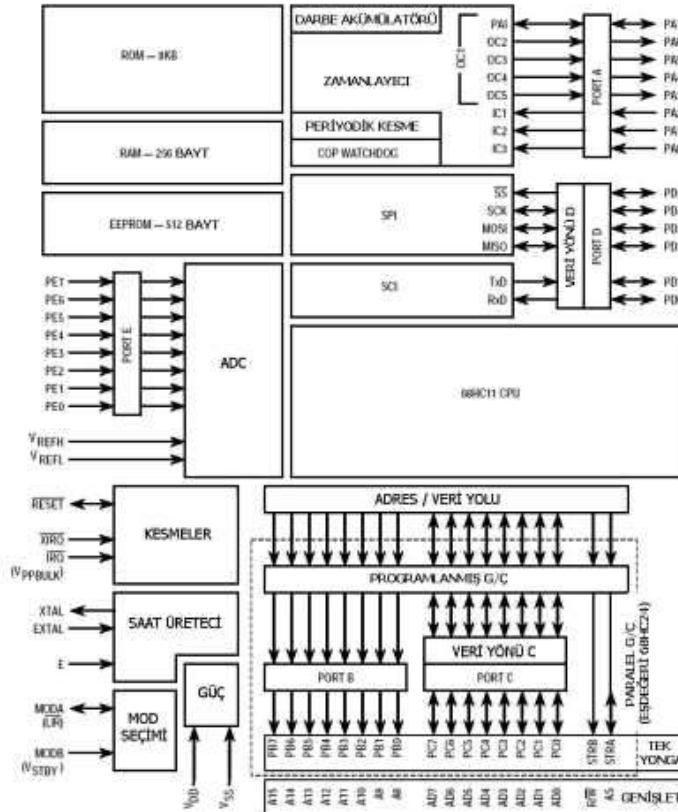 ROM — 8KB
RAM — 256 BAYT
EEPROM — 512 BAYT
DARBE AKÜMÜLATÖRÜ
ZAMANLAYICI
PERİYODİK KESME
COP WATCHDOG
OC1
PAI
OC2
OC3
OC4
OC5
IC1
IC2
IC3
PORT A
SPI
SS
SCK
MOSI
MISO
SCI
TxD
RxD
VERİ YÖNÜ D
PORT D
PE7
PE6
PE5
PE4
PE3
PE2
PE1
PE0
PORT E
VREFH
VREFL
ADC
68HC11 CPU
RESET
XIRQ
IRQ
(VPPBULK)
KESMELER
XTAL
EXTAL
E
SAAT ÜRETECİ
MODA
(LIR)
MODB
(VSTBY)
MOD
SEÇİMİ
GÜÇ
VDD
VSS
ADRES / VERİ YOLU
PROGRAMLANMIŞ G/Ç
VERİ YÖNÜ C
PORT B
PORT C
PARALEL G/C
(EŞDEĞERİ 68HC24)
PB7 PB6 PB5 PB4 PB3 PB2 PB1 PB0 PC7 PC6 PC5 PC4 PC3 PC2 PC1 PC0 STRB STRA
TEK
YONGA
A15 A14 A13 A12 A11 A10 A9 A8 AD7 AD6 AD5 AD4 AD3 AD2 AD1 AD0 R/W AS
GENİŞLET